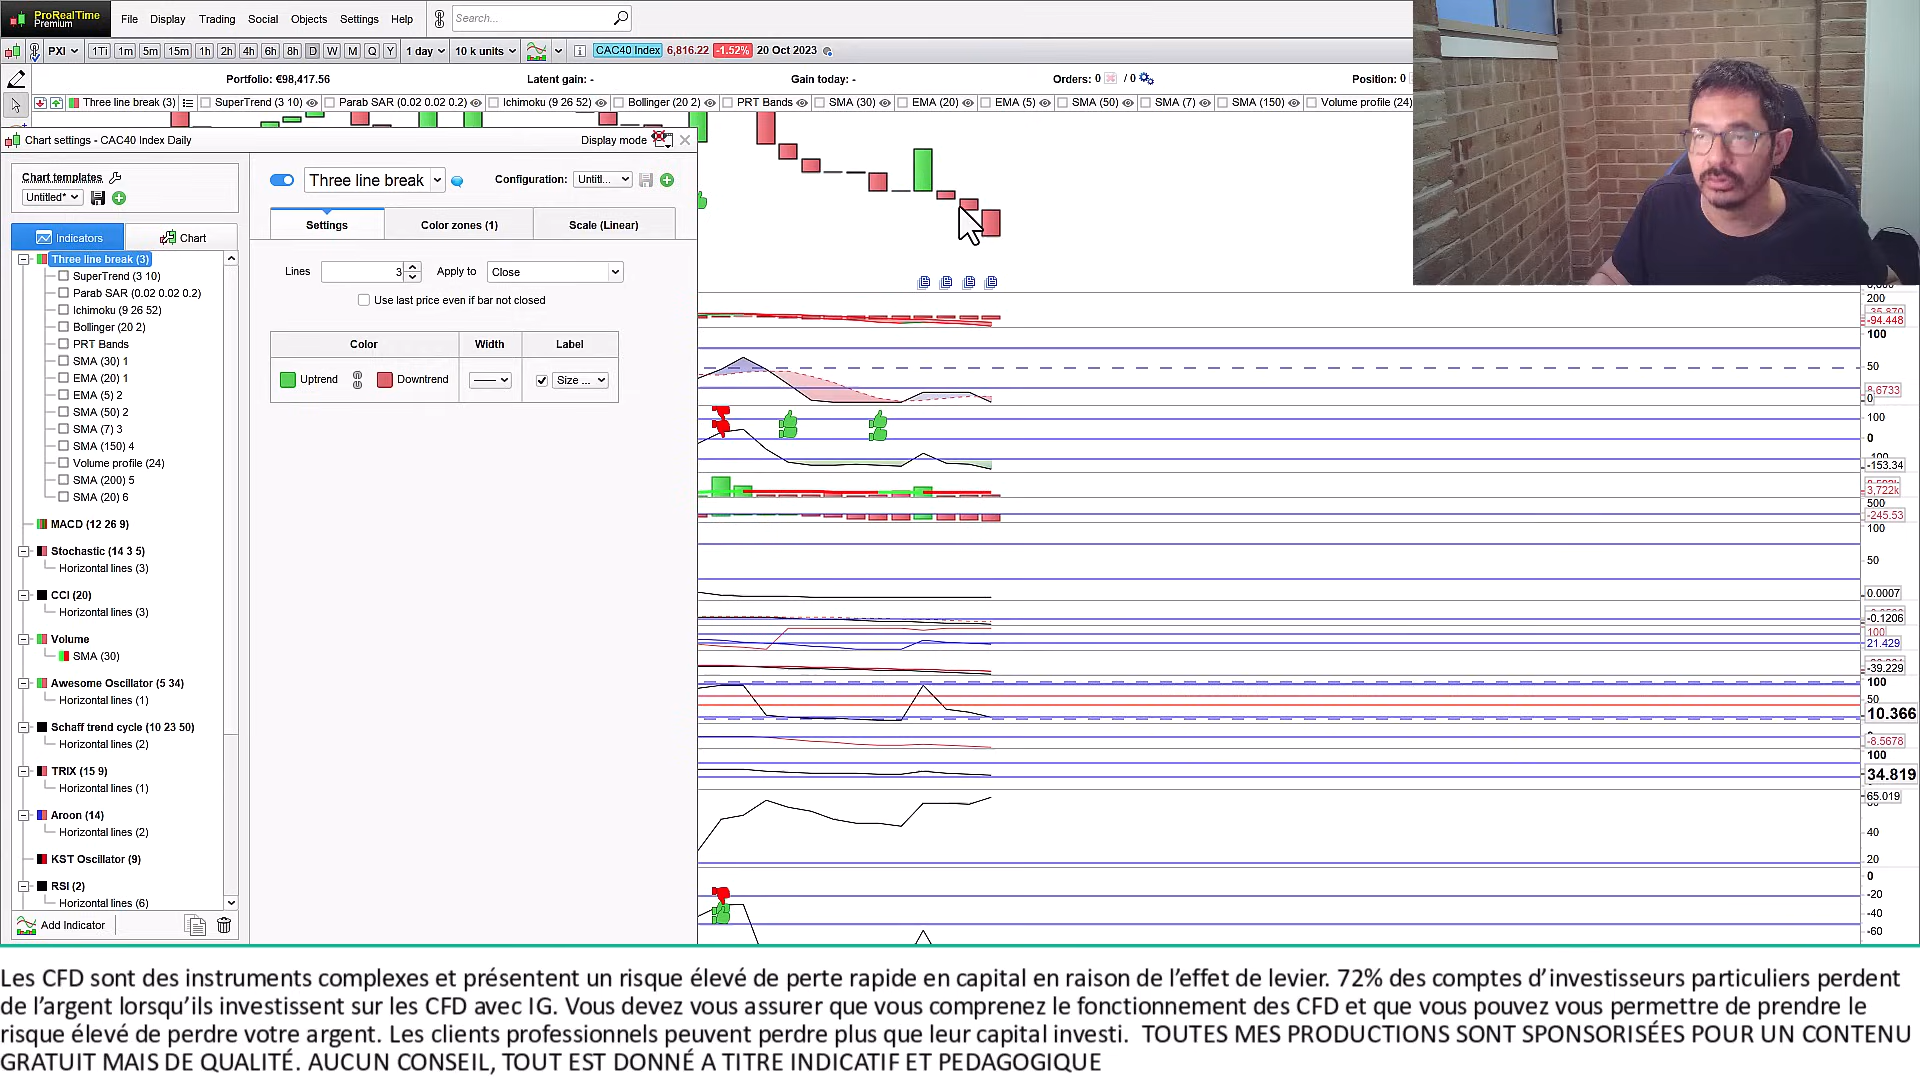 ProRealTime
Premium
File Display Trading Social Objects Settings Help Search...
PXI 1Ti 1m 5m 15m 1h 2h 4h 6h 8h D W M Q Y 1 day 10 k units CAC40 Index 6,816.22 -1.52% 20 Oct 2023
Portfolio: €98,417.56 Latent gain: - Gain today: - Orders: 0 / 0 Position: 0
Three line break (3) SuperTrend (3 10) Parab SAR (0.02 0.02 0.2) Ichimoku (9 26 52) Bollinger (20 2) PRT Bands SMA (30) EMA (20) EMA (5) SMA (50) SMA (7) SMA (150) Volume profile (24)
Chart settings - CAC40 Index Daily Display mode
Chart templates
Untitled*
Three line break Configuration: Untitl...
Settings Color zones (1) Scale (Linear)
Indicators Chart
Lines 3 Apply to Close
Use last price even if bar not closed
Color Width Label
Uptrend Downtrend Size ...
Three line break (3)
SuperTrend (3 10)
Parab SAR (0.02 0.02 0.2)
Ichimoku (9 26 52)
Bollinger (20 2)
PRT Bands
SMA (30) 1
EMA (20) 1
EMA (5) 2
SMA (50) 2
SMA (7) 3
SMA (150) 4
Volume profile (24)
SMA (200) 5
SMA (20) 6
MACD (12 26 9)
Stochastic (14 3 5)
Horizontal lines (3)
CCI (20)
Horizontal lines (3)
Volume
SMA (30)
Awesome Oscillator (5 34)
Horizontal lines (1)
Schaff trend cycle (10 23 50)
Horizontal lines (2)
TRIX (15 9)
Horizontal lines (1)
Aroon (14)
Horizontal lines (2)
KST Oscillator (9)
RSI (2)
Horizontal lines (6)
Add Indicator
200
-94.448
100
50
8.6733
0
100
0
-153.34
3,722k
500
-245.53
100
50
0.0007
-0.1206
100
21.429
-39.229
100
50
10.366
-8.5678
100
34.819
65.019
40
20
0
-20
-40
-60
Les CFD sont des instruments complexes et présentent un risque élevé de perte rapide en capital en raison de l’effet de levier. 72% des comptes d’investisseurs particuliers perdent
de l’argent lorsqu’ils investissent sur les CFD avec IG. Vous devez vous assurer que vous comprenez le fonctionnement des CFD et que vous pouvez vous permettre de prendre le
risque élevé de perdre votre argent. Les clients professionnels peuvent perdre plus que leur capital investi. TOUTES MES PRODUCTIONS SONT SPONSORISÉES POUR UN CONTENU
GRATUIT MAIS DE QUALITÉ. AUCUN CONSEIL, TOUT EST DONNÉ A TITRE INDICATIF ET PEDAGOGIQUE